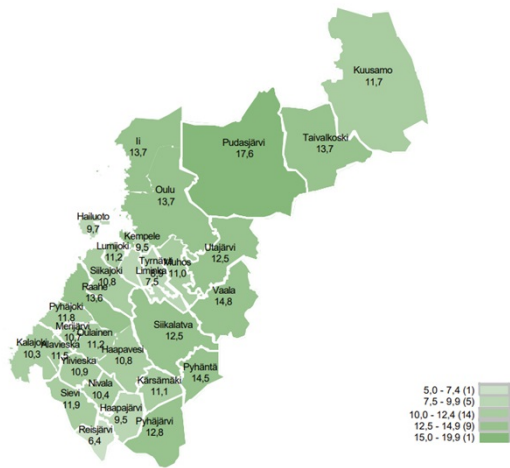 Kuusamo
11,7
Taivalkoski
13,7
Pudasjärvi
17,6
Ii
13,7
Oulu
13,7
Hailuoto
9,7
Kempele
9,5
Lumijoki
11,2
Tyrnävä
Liminka
7,5
Muhos
11,0
Utajärvi
12,5
Siikajoki
10,8
Raahe
13,6
Vaala
14,8
Pyhäjoki
11,8
Merijärvi
10,7
Oulainen
11,2
Siikalatva
12,5
Kalajoki
10,3
Alavieska
11,5
Haapavesi
10,8
Ylivieska
10,9
Pyhäntä
14,5
Sievi
11,9
Nivala
10,4
Kärsämäki
11,1
Haapajärvi
9,5
Reisjärvi
6,4
Pyhäjärvi
12,8
5,0 - 7,4 (1)
7,5 - 9,9 (5)
10,0 - 12,4 (14)
12,5 - 14,9 (9)
15,0 - 19,9 (1)